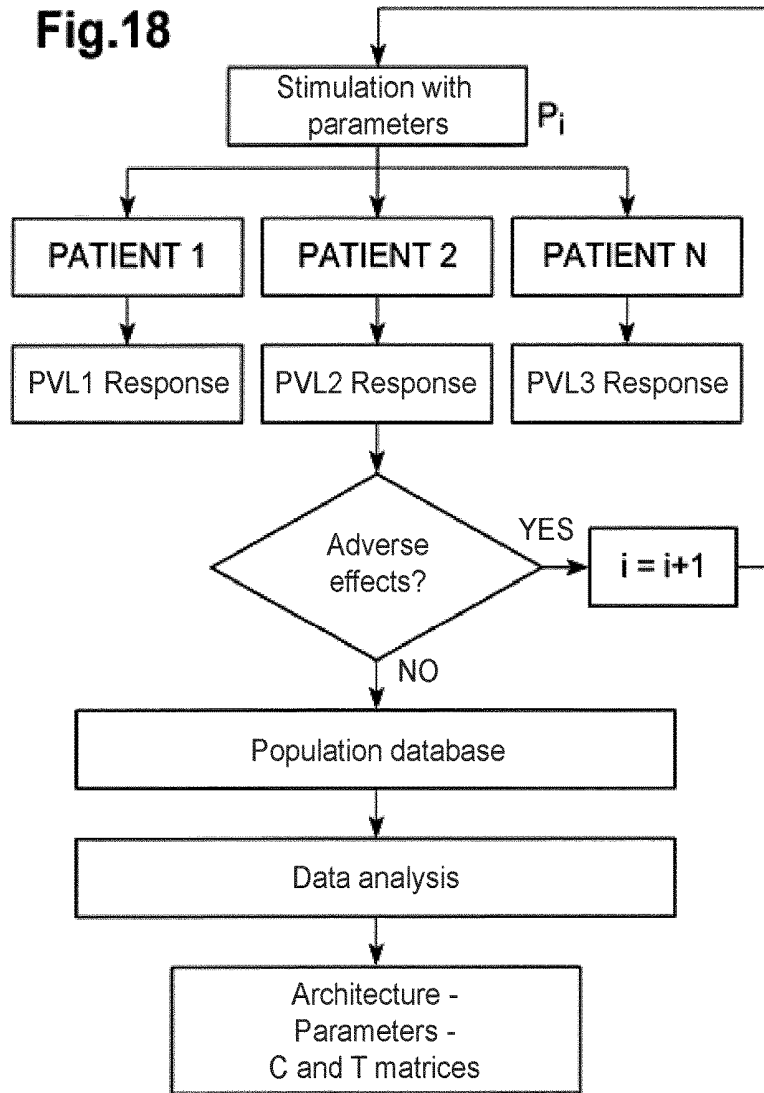 Fig.18
Stimulation with
parameters
Pi
PATIENT 1
PATIENT 2
PATIENT N
PVL1 Response
PVL2 Response
PVL3 Response
Adverse
effects?
YES
i = i+1
NO
Population database
Data analysis
Architecture -
Parameters -
C and T matrices